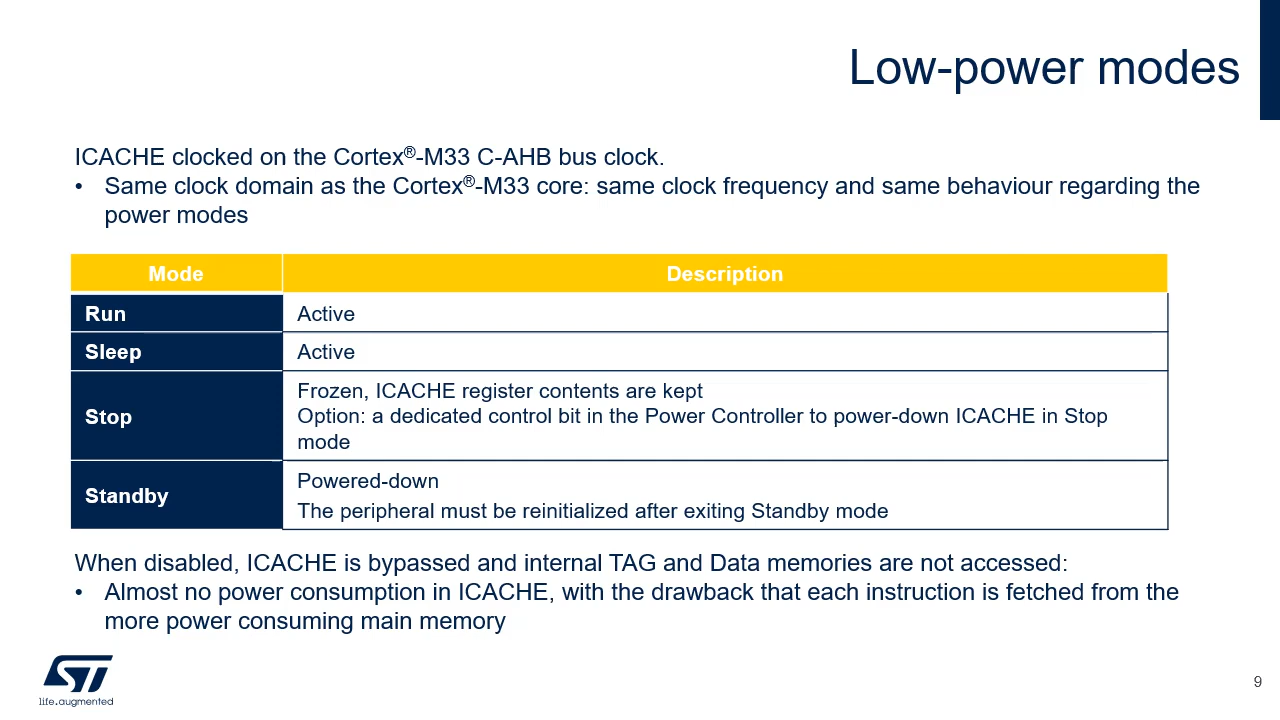 Low-power modes
ICACHE clocked on the Cortex®-M33 C-AHB bus clock.
• Same clock domain as the Cortex®-M33 core: same clock frequency and same behaviour regarding the
power modes
Mode Description
Run Active
Sleep Active
Stop Frozen, ICACHE register contents are kept
Option: a dedicated control bit in the Power Controller to power-down ICACHE in Stop
mode
Standby Powered-down
The peripheral must be reinitialized after exiting Standby mode
When disabled, ICACHE is bypassed and internal TAG and Data memories are not accessed:
• Almost no power consumption in ICACHE, with the drawback that each instruction is fetched from the
more power consuming main memory
ST
life.augmented
9